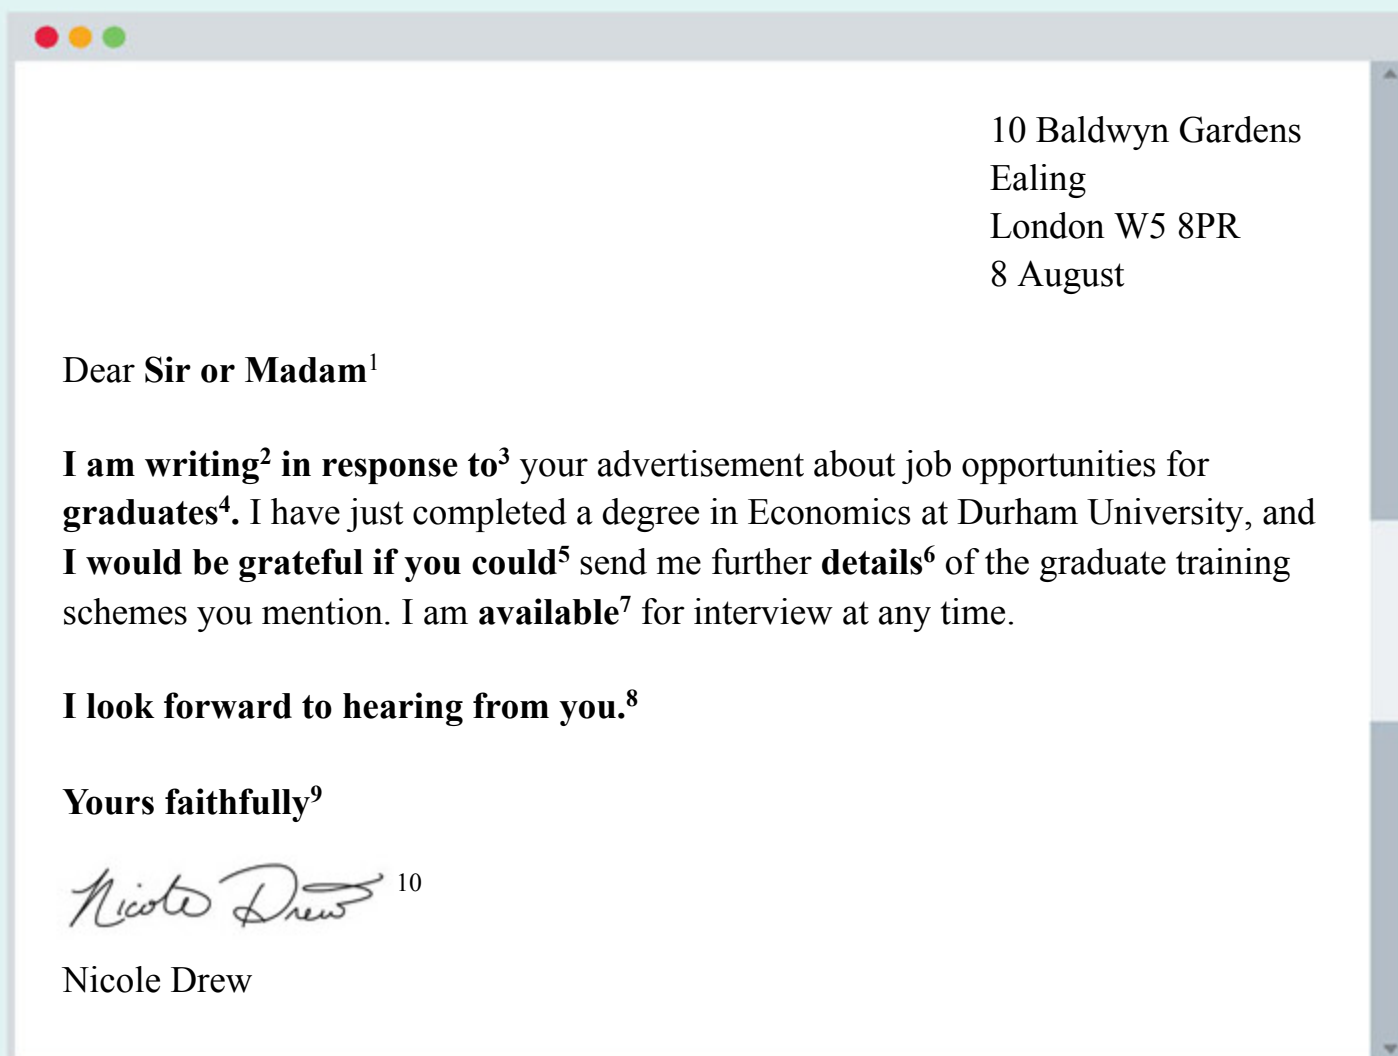 10 Baldwyn Gardens
Ealing
London W5 8PR
8 August
Dear Sir or Madam¹
I am writing² in response to³ your advertisement about job opportunities for
graduates⁴. I have just completed a degree in Economics at Durham University, and
I would be grateful if you could⁵ send me further details⁶ of the graduate training
schemes you mention. I am available⁷ for interview at any time.
I look forward to hearing from you.⁸
Yours faithfully⁹
Nicole Drew ¹⁰
Nicole Drew